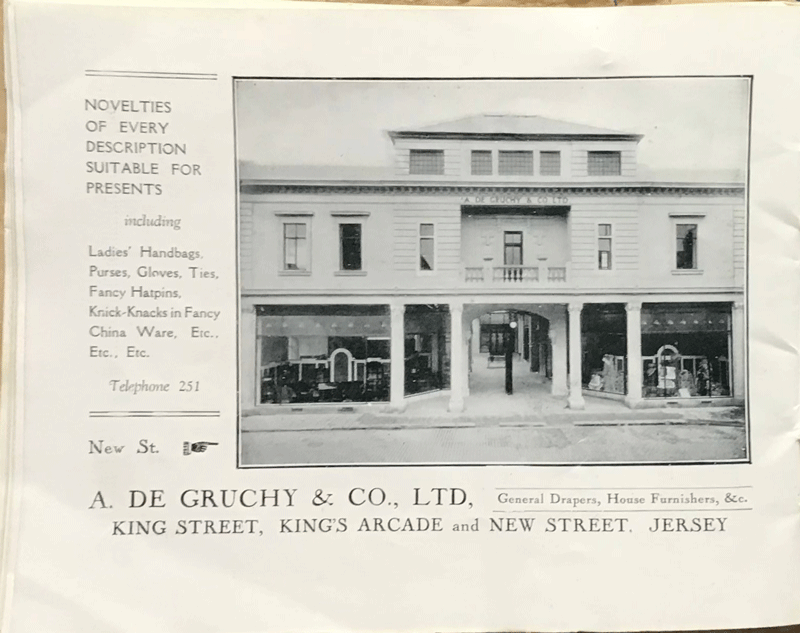 NOVELTIES
OF EVERY
DESCRIPTION
SUITABLE FOR
PRESENTS
including
Ladies' Handbags,
Purses, Gloves, Ties,
Fancy Hatpins,
Knick-Knacks in Fancy
China Ware, Etc.,
Etc., Etc.
Telephone 251
New St.
A. DE GRUCHY & CO. LTD.
A. DE GRUCHY & CO., LTD, General Drapers, House Furnishers, &c.
KING STREET, KING'S ARCADE and NEW STREET, JERSEY